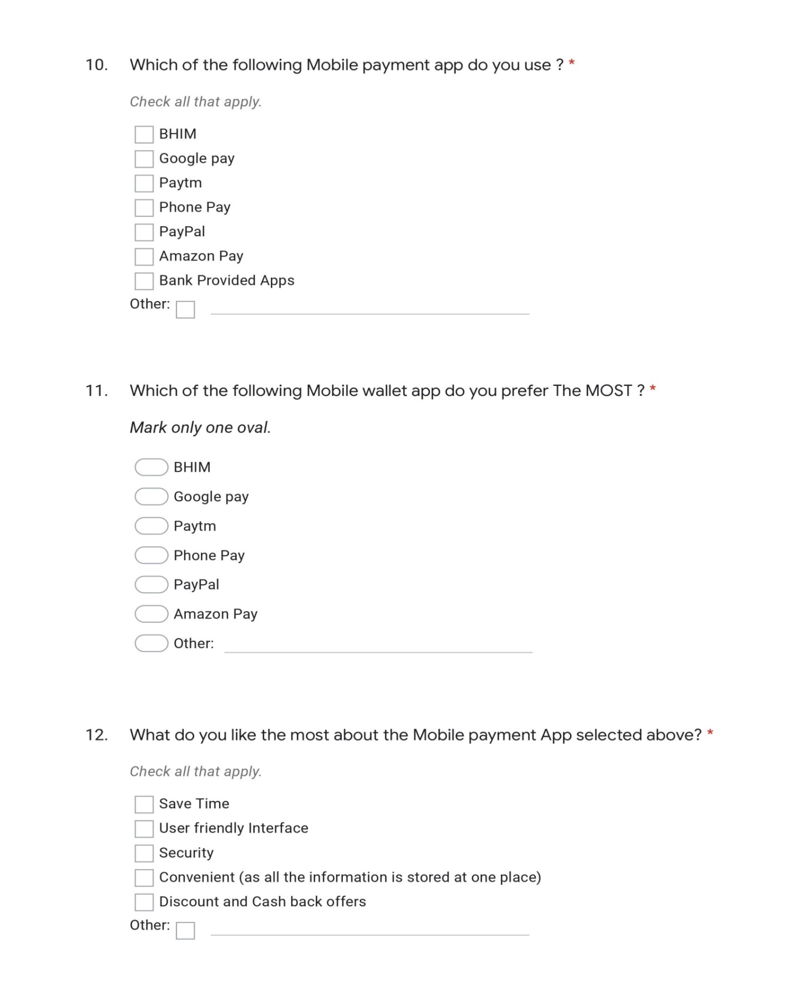 10. Which of the following Mobile payment app do you use ? *
Check all that apply.
BHIM
Google pay
Paytm
Phone Pay
PayPal
Amazon Pay
Bank Provided Apps
Other:
11. Which of the following Mobile wallet app do you prefer The MOST ? *
Mark only one oval.
BHIM
Google pay
Paytm
Phone Pay
PayPal
Amazon Pay
Other:
12. What do you like the most about the Mobile payment App selected above? *
Check all that apply.
Save Time
User friendly Interface
Security
Convenient (as all the information is stored at one place)
Discount and Cash back offers
Other: